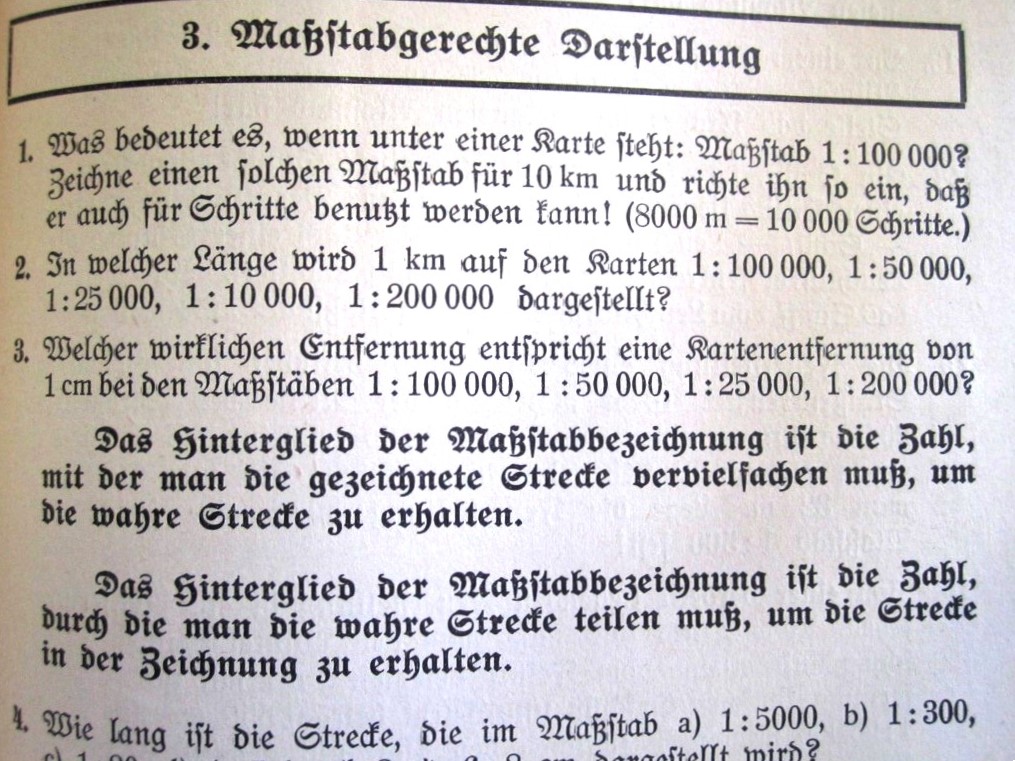 3. Maßſtabgerechte Darſtellung
1. Was bedeutet es, wenn unter einer Karte ſteht: Maßſtab 1 : 100 000?
Zeichne einen ſolchen Maßſtab für 10 km und richte ihn ſo ein, daß
er auch für Schritte benutzt werden kann! (8000 m = 10 000 Schritte.)
2. In welcher Länge wird 1 km auf den Karten 1 : 100 000, 1 : 50 000,
1 : 25 000, 1 : 10 000, 1 : 200 000 dargeſtellt?
3. Welcher wirklichen Entfernung entſpricht eine Kartenentfernung von
1 cm bei den Maßſtäben 1 : 100 000, 1 : 50 000, 1 : 25 000, 1 : 200 000?
Das Hinterglied der Maßſtabbezeichnung iſt die Zahl,
mit der man die gezeichnete Strecke vervielfachen muß, um
die wahre Strecke zu erhalten.
Das Hinterglied der Maßſtabbezeichnung iſt die Zahl,
durch die man die wahre Strecke teilen muß, um die Strecke
in der Zeichnung zu erhalten.
4. Wie lang iſt die Strecke, die im Maßſtab a) 1 : 5000, b) 1 : 300,
cm dargeſtellt wird?